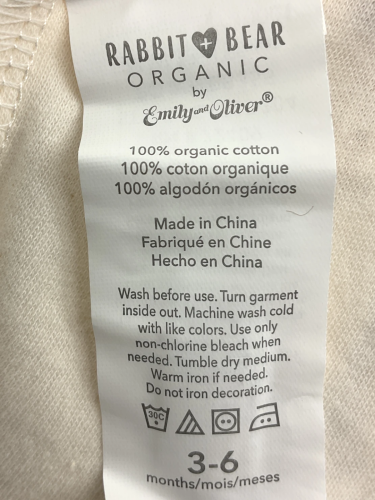 RABBIT + BEAR
ORGANIC
by
Emily and Oliver®
100% organic cotton
100% coton organique
100% algodón orgánicos
Made in China
Fabriqué en Chine
Hecho en China
Wash before use. Turn garment
inside out. Machine wash cold
with like colors. Use only
non-chlorine bleach when
needed. Tumble dry medium.
Warm iron if needed.
Do not iron decoration.
30C
3-6
months/mois/meses